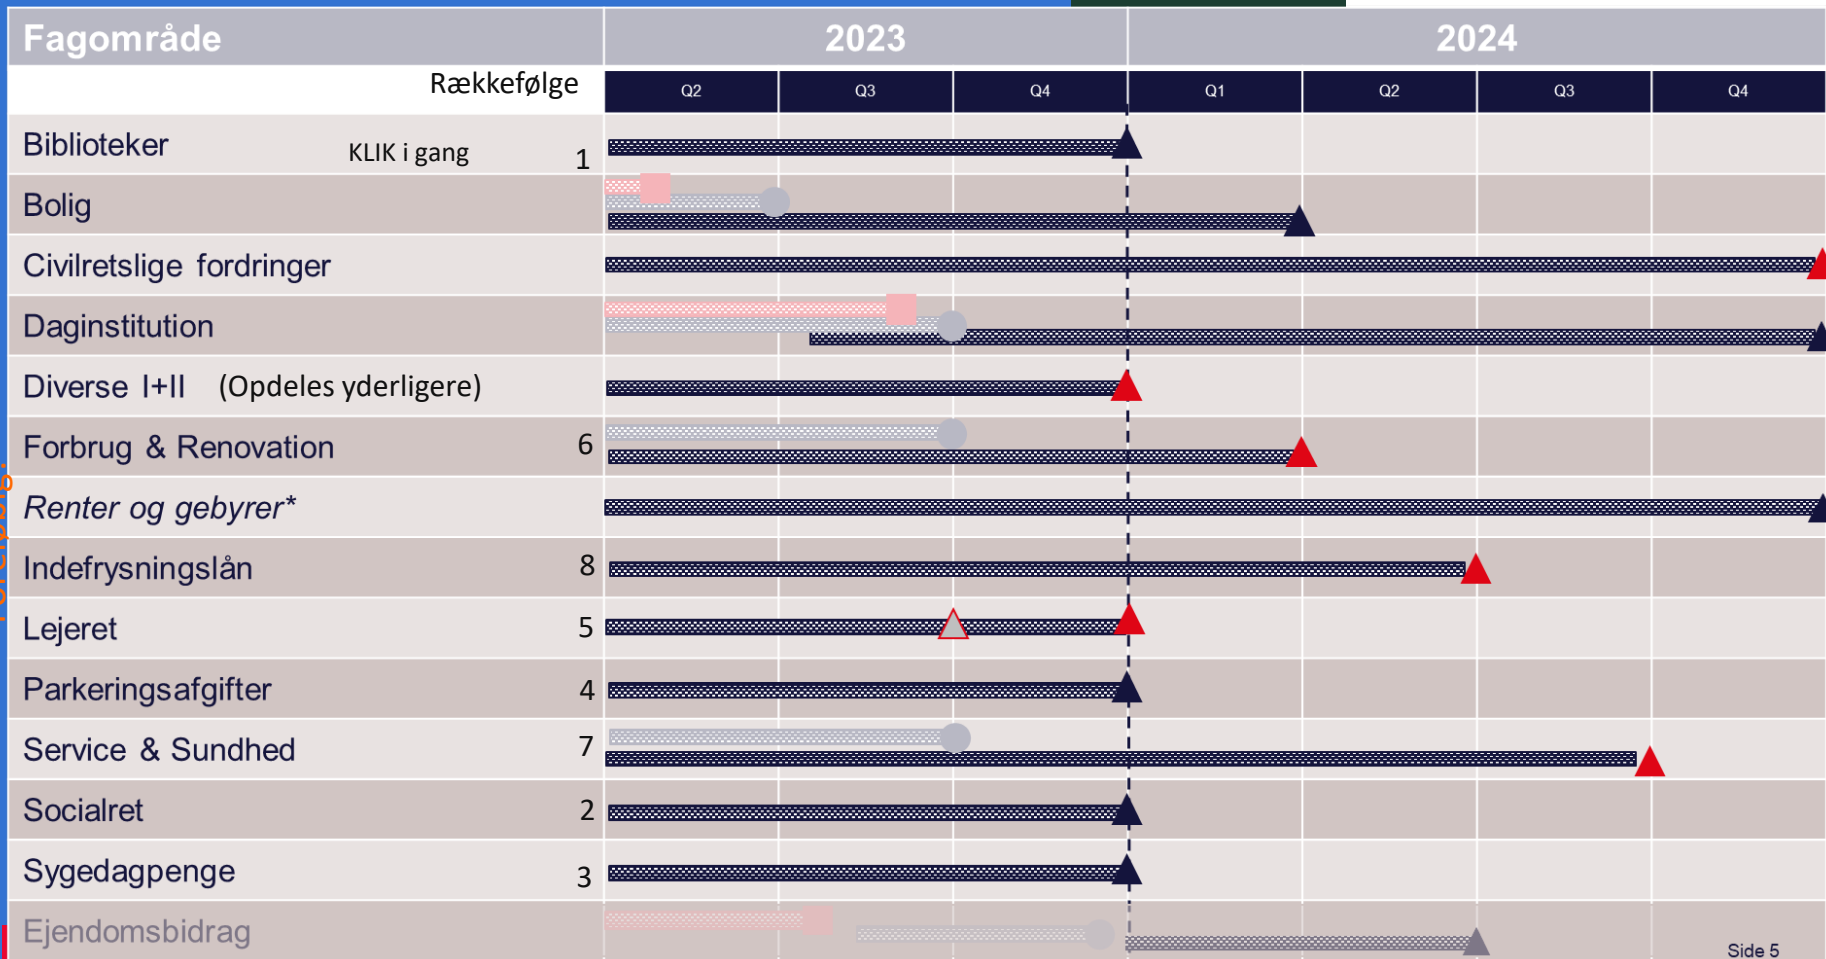 Fagområde 2023 2024
Rækkefølge Q2 Q3 Q4 Q1 Q2 Q3 Q4
Biblioteker KLIK i gang 1
Bolig
Civilretslige fordringer
Daginstitution
Diverse I+II (Opdeles yderligere)
Forbrug & Renovation 6
Renter og gebyrer*
Indefrysningslån 8
Lejeret 5
Parkeringsafgifter 4
Service & Sundhed 7
Socialret 2
Sygedagpenge 3
Ejendomsbidrag
Side 5